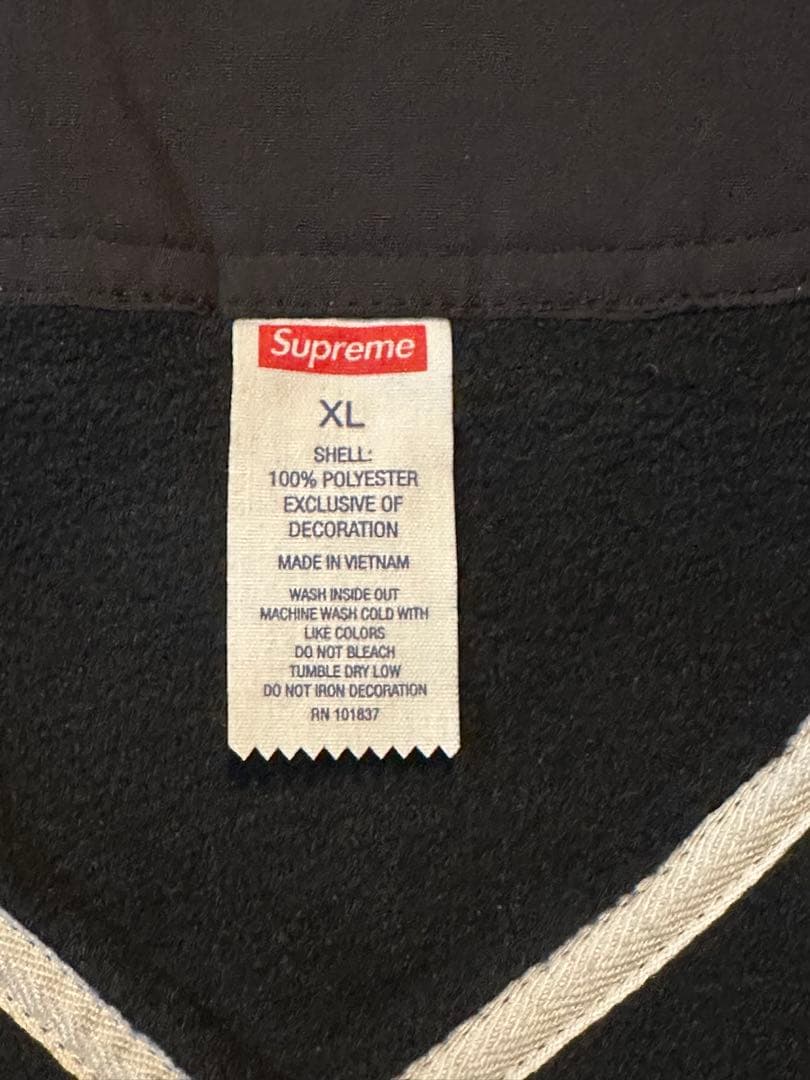 Supreme
XL
SHELL:
100% POLYESTER
EXCLUSIVE OF
DECORATION
MADE IN VIETNAM
WASH INSIDE OUT
MACHINE WASH COLD WITH
LIKE COLORS
DO NOT BLEACH
TUMBLE DRY LOW
DO NOT IRON DECORATION
RN 101837